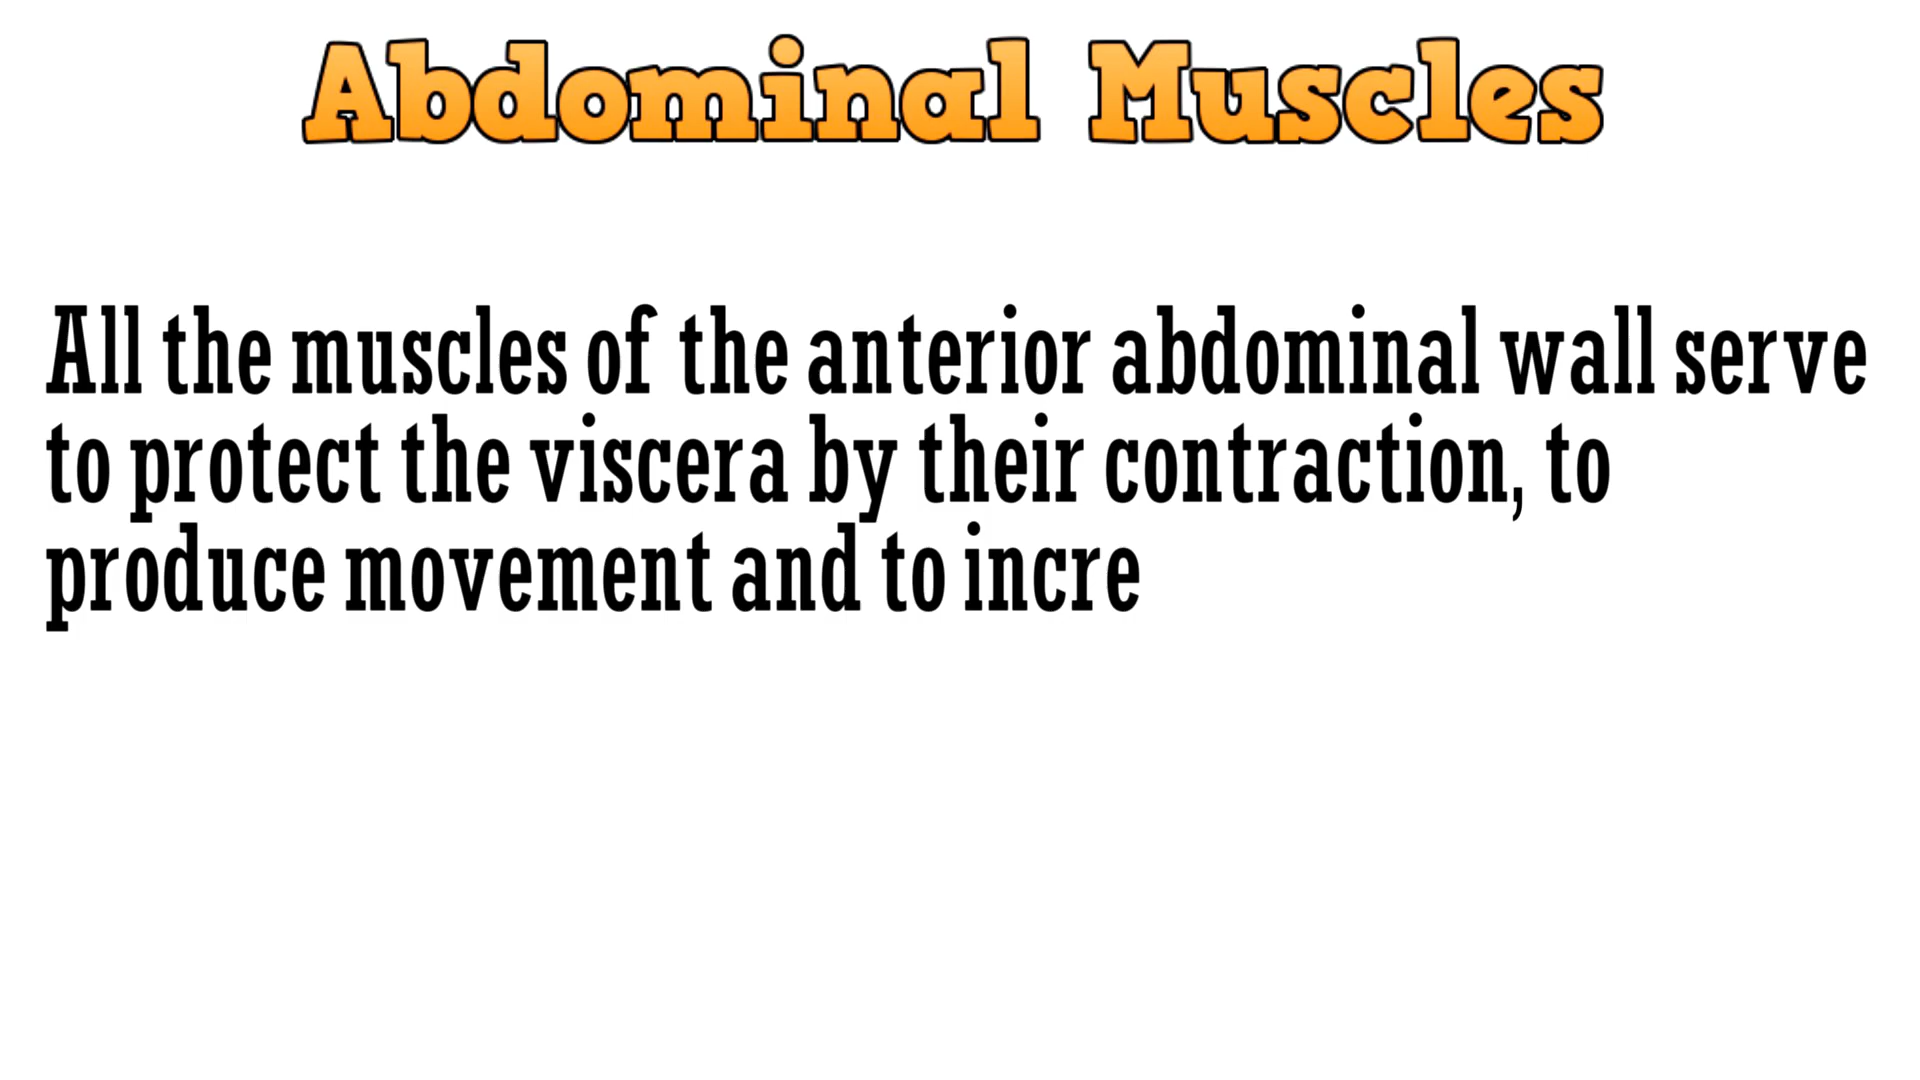 Abdominal Muscles
All the muscles of the anterior abdominal wall serve
to protect the viscera by their contraction, to
produce movement and to incre